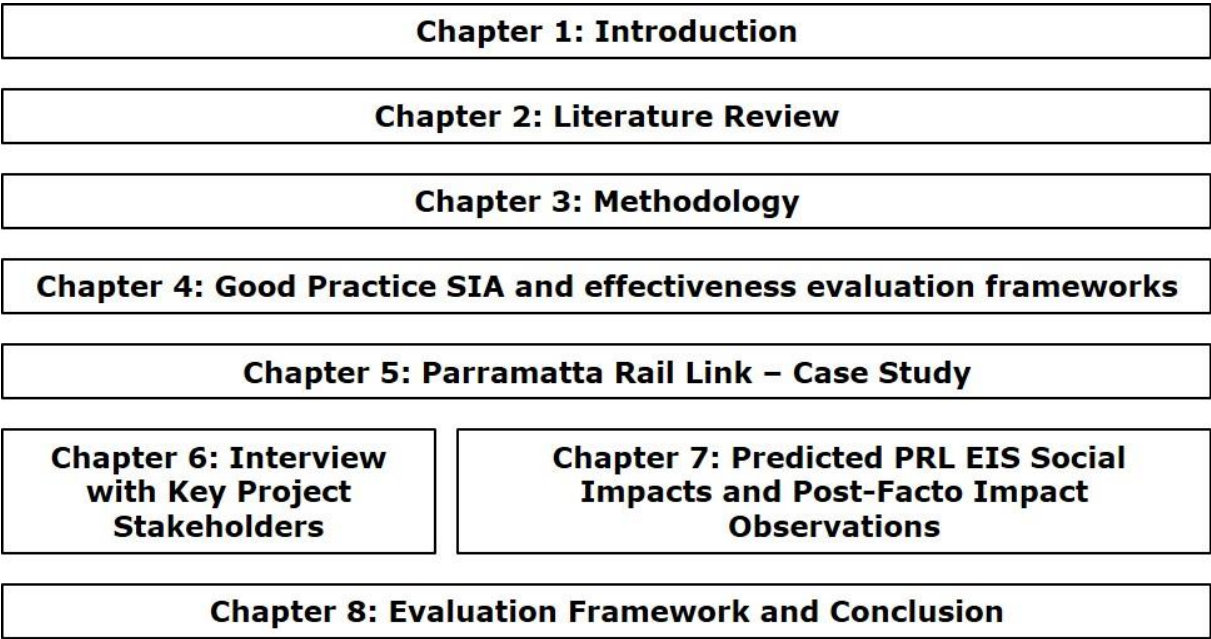 Chapter 1: Introduction
Chapter 2: Literature Review
Chapter 3: Methodology
Chapter 4: Good Practice SIA and effectiveness evaluation frameworks
Chapter 5: Parramatta Rail Link – Case Study
Chapter 6: Interview
with Key Project
Stakeholders
Chapter 7: Predicted PRL EIS Social
Impacts and Post-Facto Impact
Observations
Chapter 8: Evaluation Framework and Conclusion